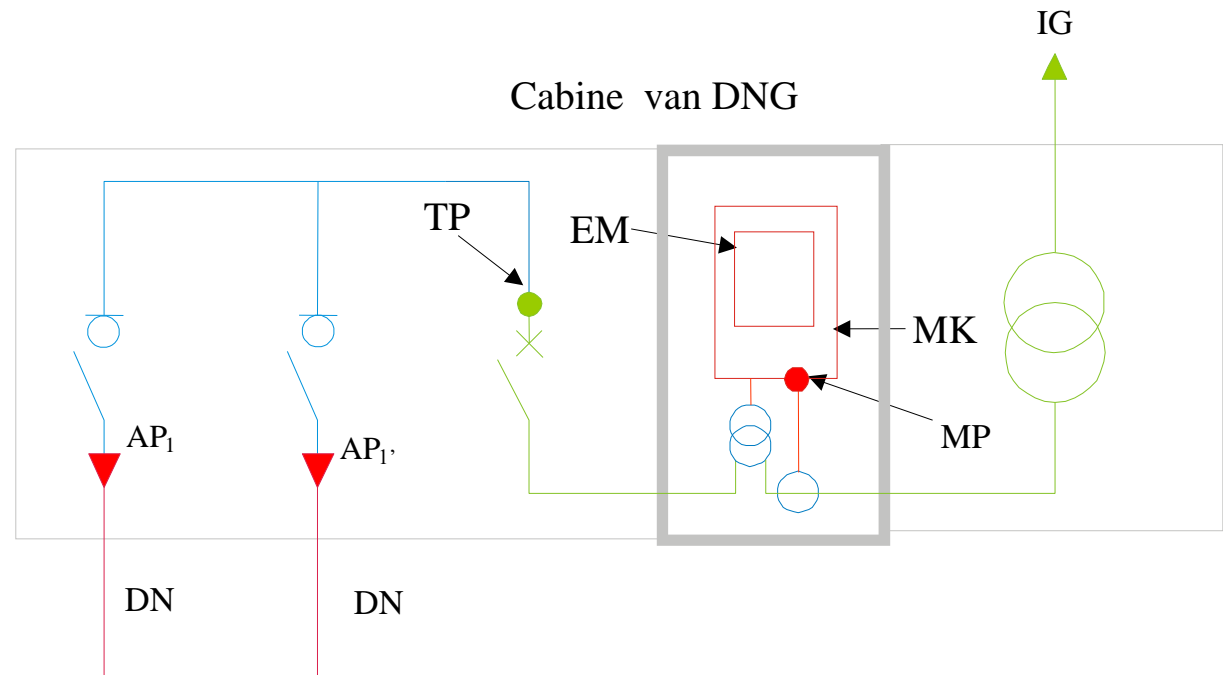 IG
Cabine van DNG
TP
EM
MK
AP1
AP1'
MP
DN
DN